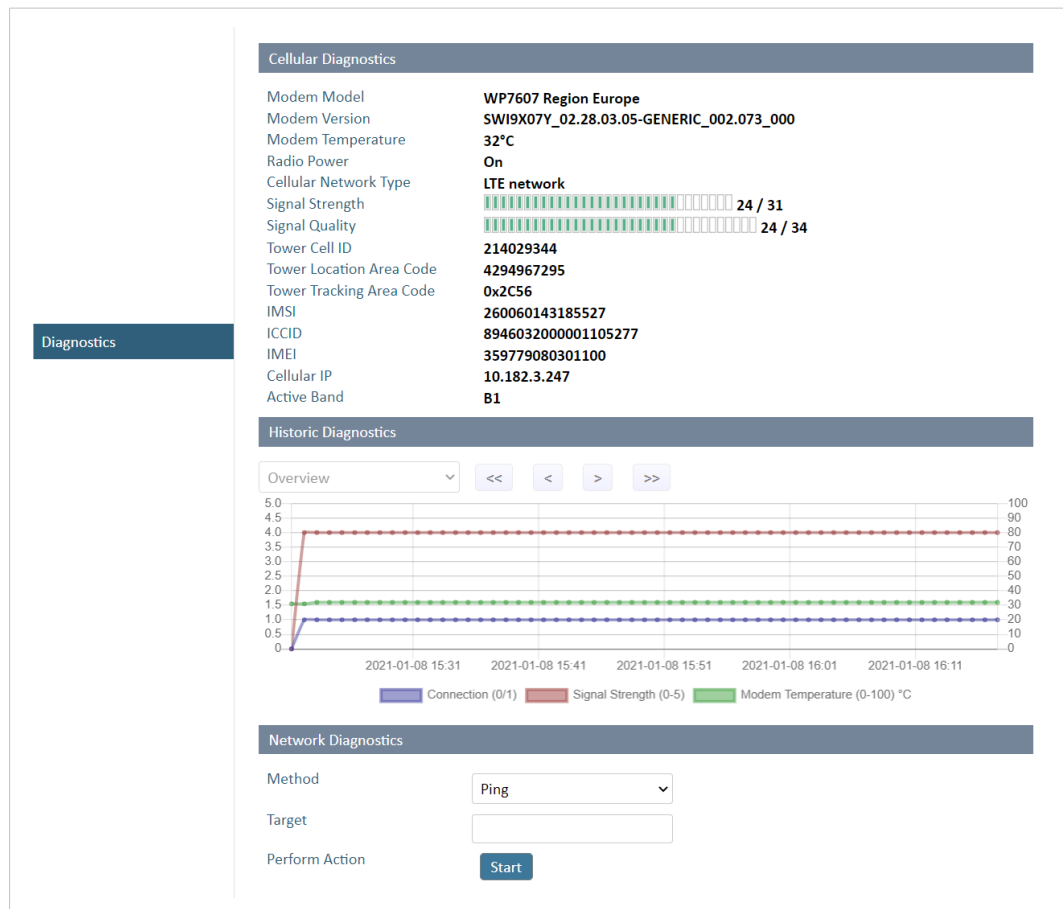 Cellular Diagnostics
Modem Model WP7607 Region Europe
Modem Version SWI9X07Y_02.28.03.05-GENERIC_002.073_000
Modem Temperature 32°C
Radio Power On
Cellular Network Type LTE network
Signal Strength 24 / 31
Signal Quality 24 / 34
Tower Cell ID 214029344
Tower Location Area Code 4294967295
Tower Tracking Area Code 0x2C56
IMSI 260060143185527
ICCID 8946032000001105277
Diagnostics
IMEI 359779080301100
Cellular IP 10.182.3.247
Active Band B1
Historic Diagnostics
Overview << < > >>
5.0 100
4.5 90
4.0 80
3.5 70
3.0 60
2.5 50
2.0 40
1.5 30
1.0 20
0.5 10
0 0
2021-01-08 15:31 2021-01-08 15:41 2021-01-08 15:51 2021-01-08 16:01 2021-01-08 16:11
Connection (0/1) Signal Strength (0-5) Modem Temperature (0-100) °C
Network Diagnostics
Method Ping
Target
Perform Action Start